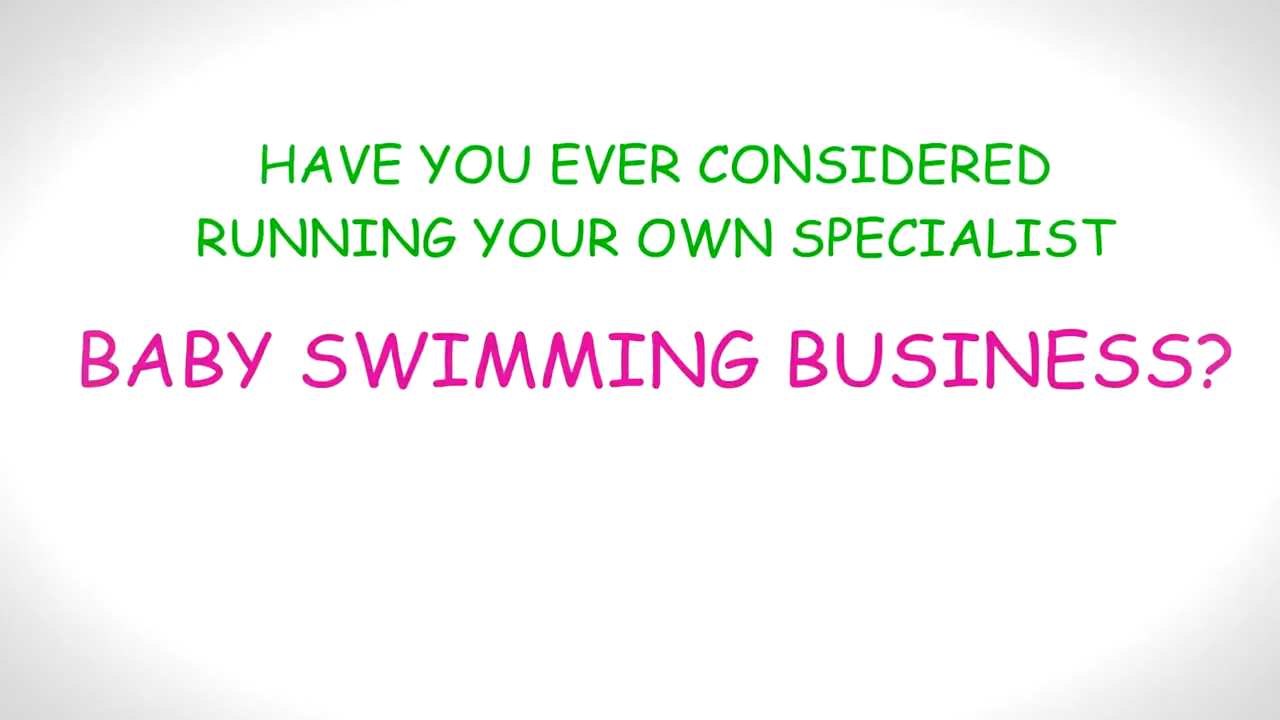 HAVE YOU EVER CONSIDERED
RUNNING YOUR OWN SPECIALIST
BABY SWIMMING BUSINESS?